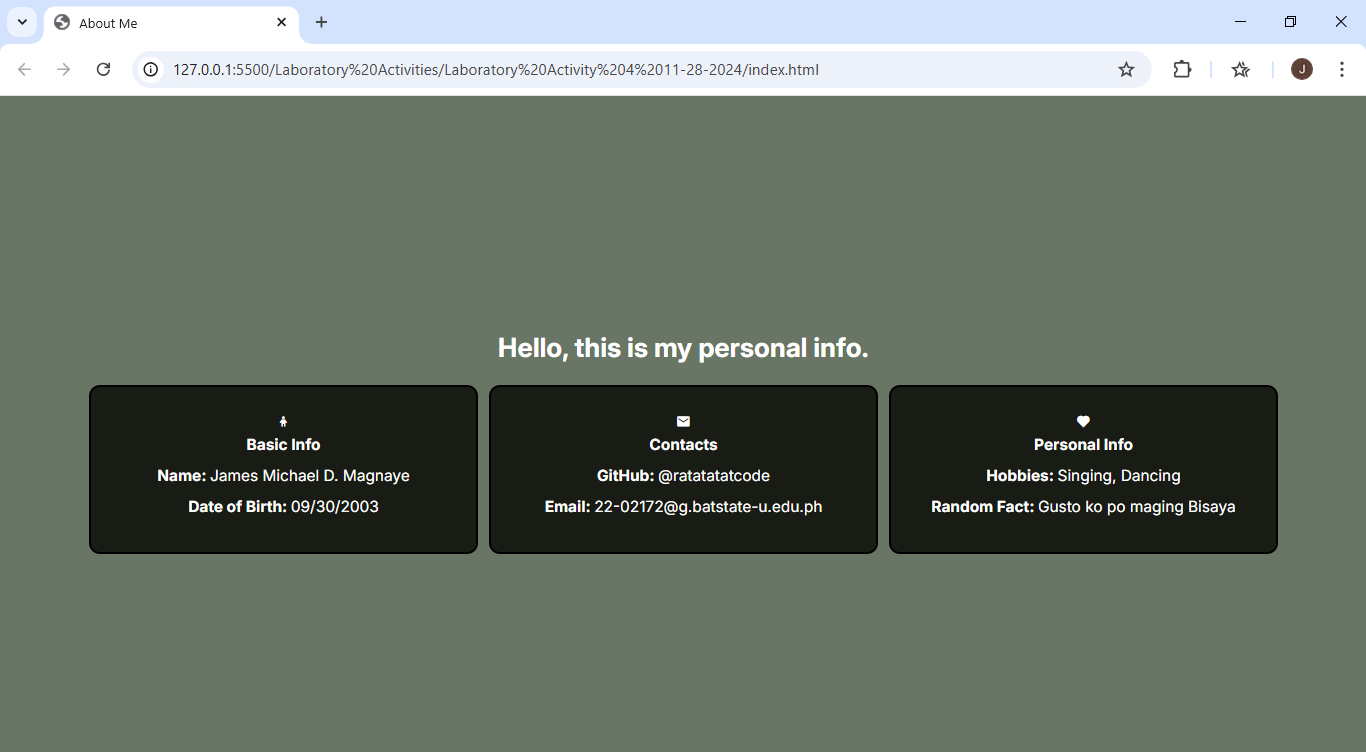 About Me
127.0.0.1:5500/Laboratory%20Activities/Laboratory%20Activity%204%2011-28-2024/index.html
J
Hello, this is my personal info.
Basic Info
Name: James Michael D. Magnaye
Date of Birth: 09/30/2003
Contacts
GitHub: @ratatatatcode
Email: 22-02172@g.batstate-u.edu.ph
Personal Info
Hobbies: Singing, Dancing
Random Fact: Gusto ko po maging Bisaya